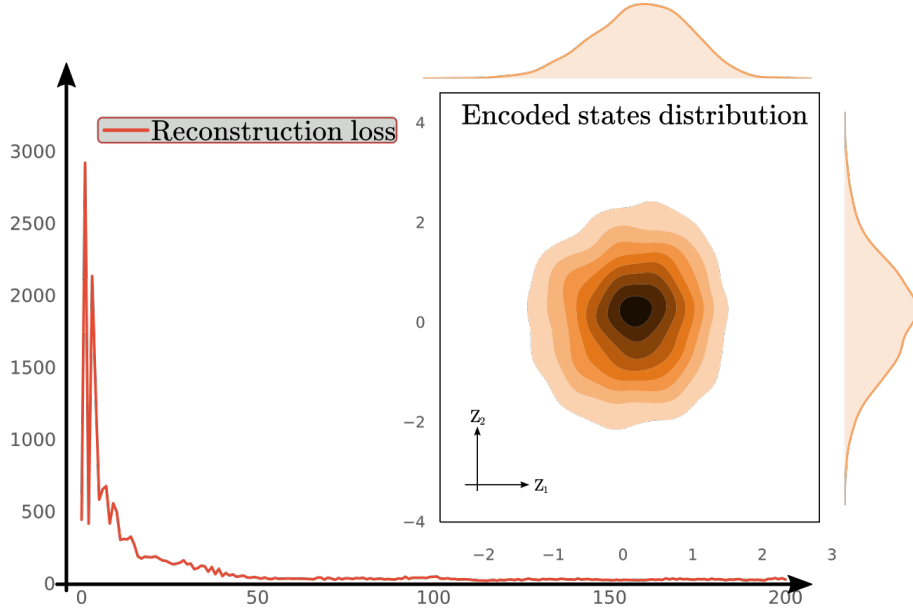 Encoded states distribution
Reconstruction loss
3000
2500
2000
1500
1000
500
0
0 50 100 150 200
4
2
0
−2
−4
−2 −1 0 1 2 3
Z2
Z1